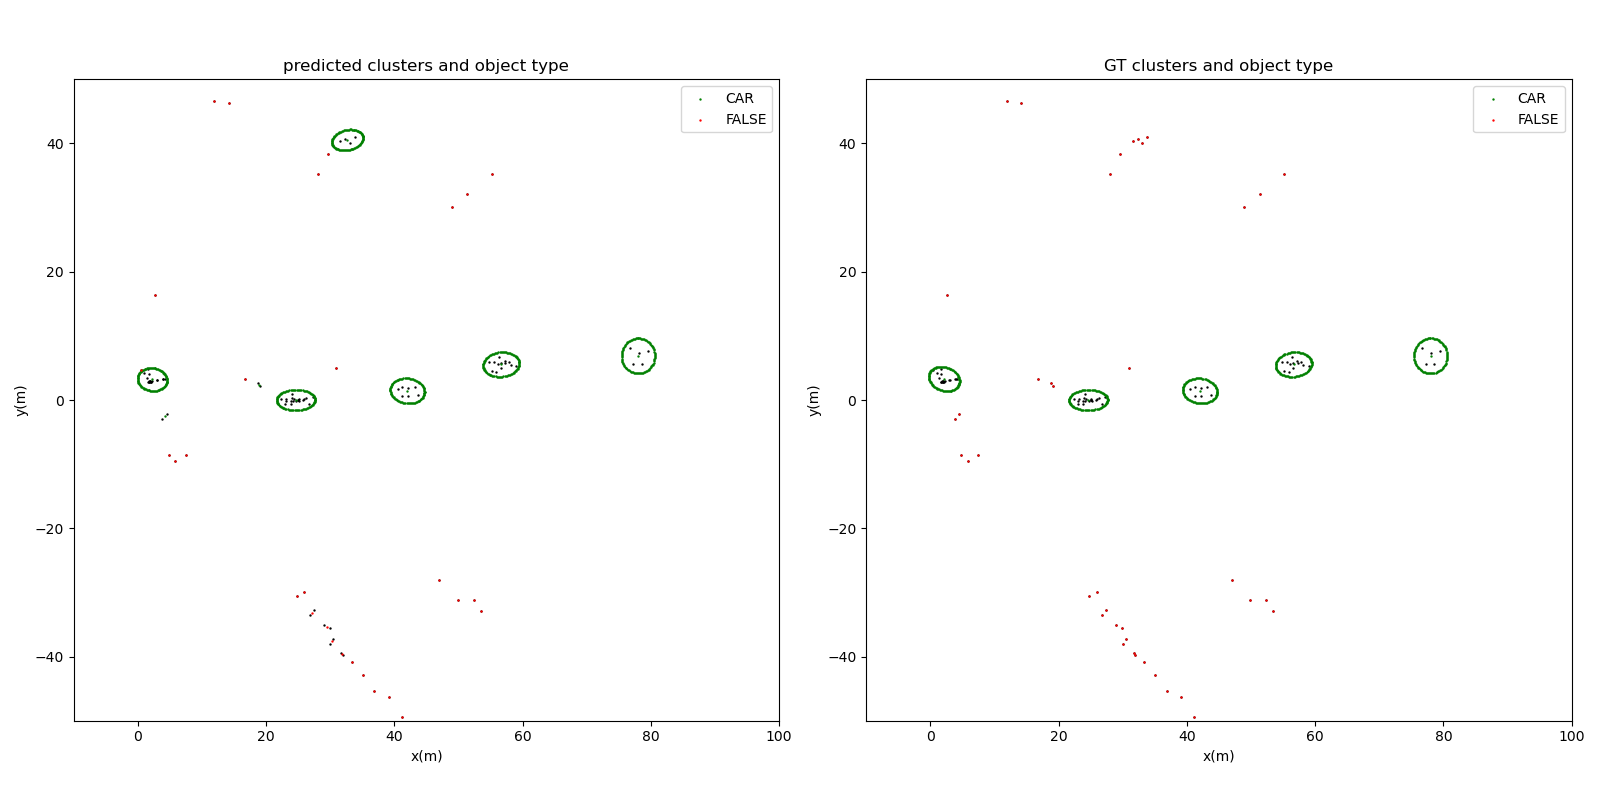 predicted clusters and object type
CAR
FALSE
40
20
0
−20
−40
y(m)
0 20 40 60 80 100
x(m)
GT clusters and object type
CAR
FALSE
40
20
0
−20
−40
y(m)
0 20 40 60 80 100
x(m)